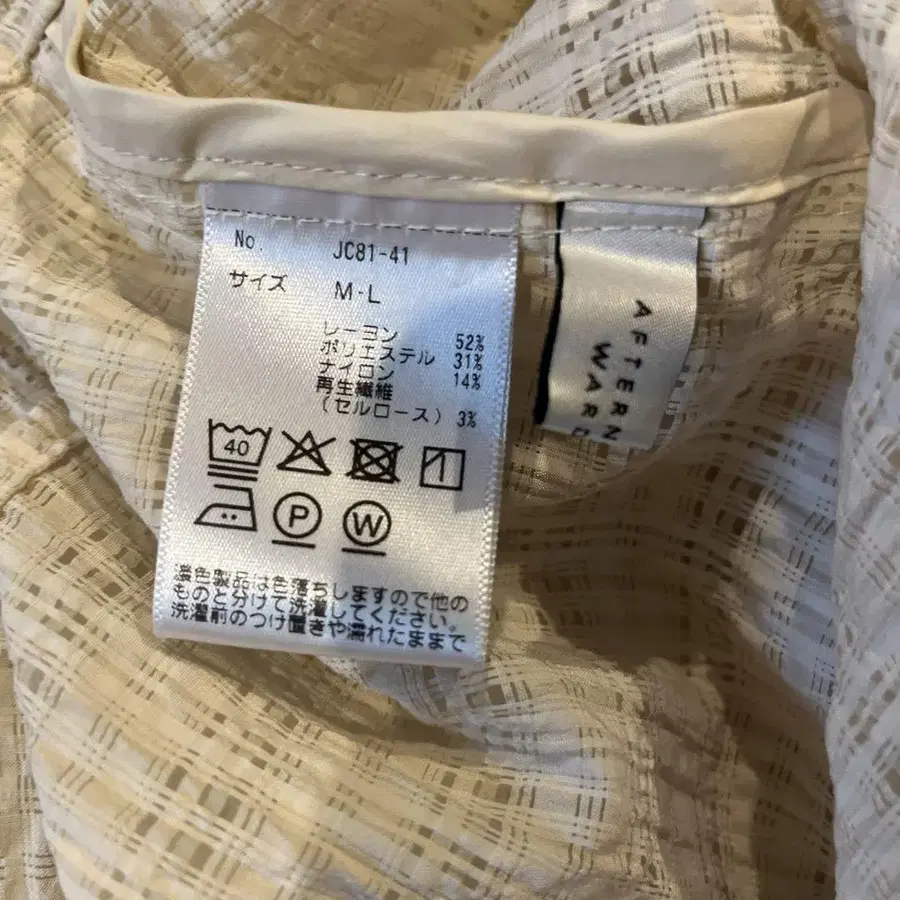 No. JC81-41
サイズ M-L
レーヨン 52%
ポリエステル 31%
ナイロン 14%
再生繊維
(セルロース) 3%
40
P
W
濃色製品は色落ちしますので他の
ものと分けて洗濯してください。
洗濯前のつけ置きや濡れたままで
AFTERN
WARD